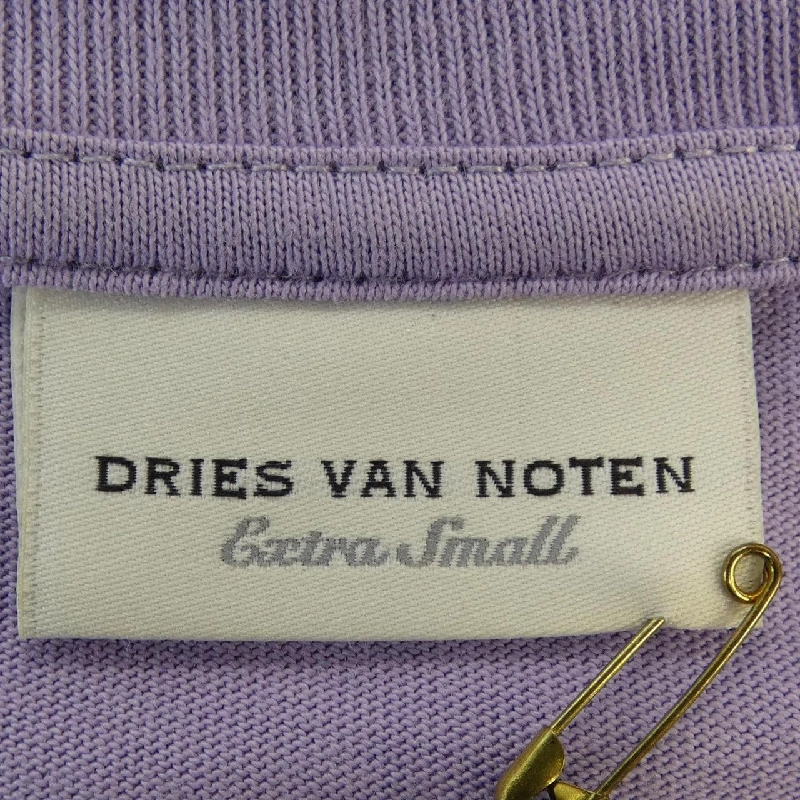 DRIES VAN NOTEN
Extra Small